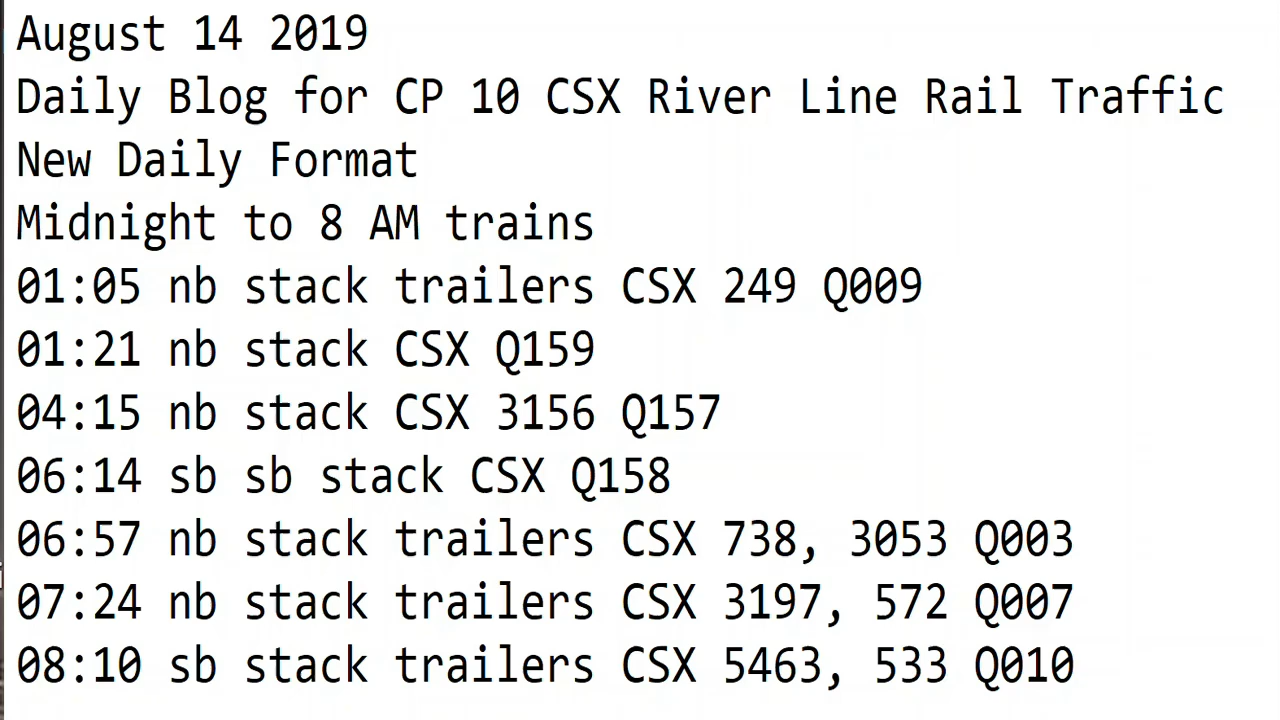 August 14 2019
Daily Blog for CP 10 CSX River Line Rail Traffic
New Daily Format
Midnight to 8 AM trains
01:05 nb stack trailers CSX 249 Q009
01:21 nb stack CSX Q159
04:15 nb stack CSX 3156 Q157
06:14 sb sb stack CSX Q158
06:57 nb stack trailers CSX 738, 3053 Q003
07:24 nb stack trailers CSX 3197, 572 Q007
08:10 sb stack trailers CSX 5463, 533 Q010